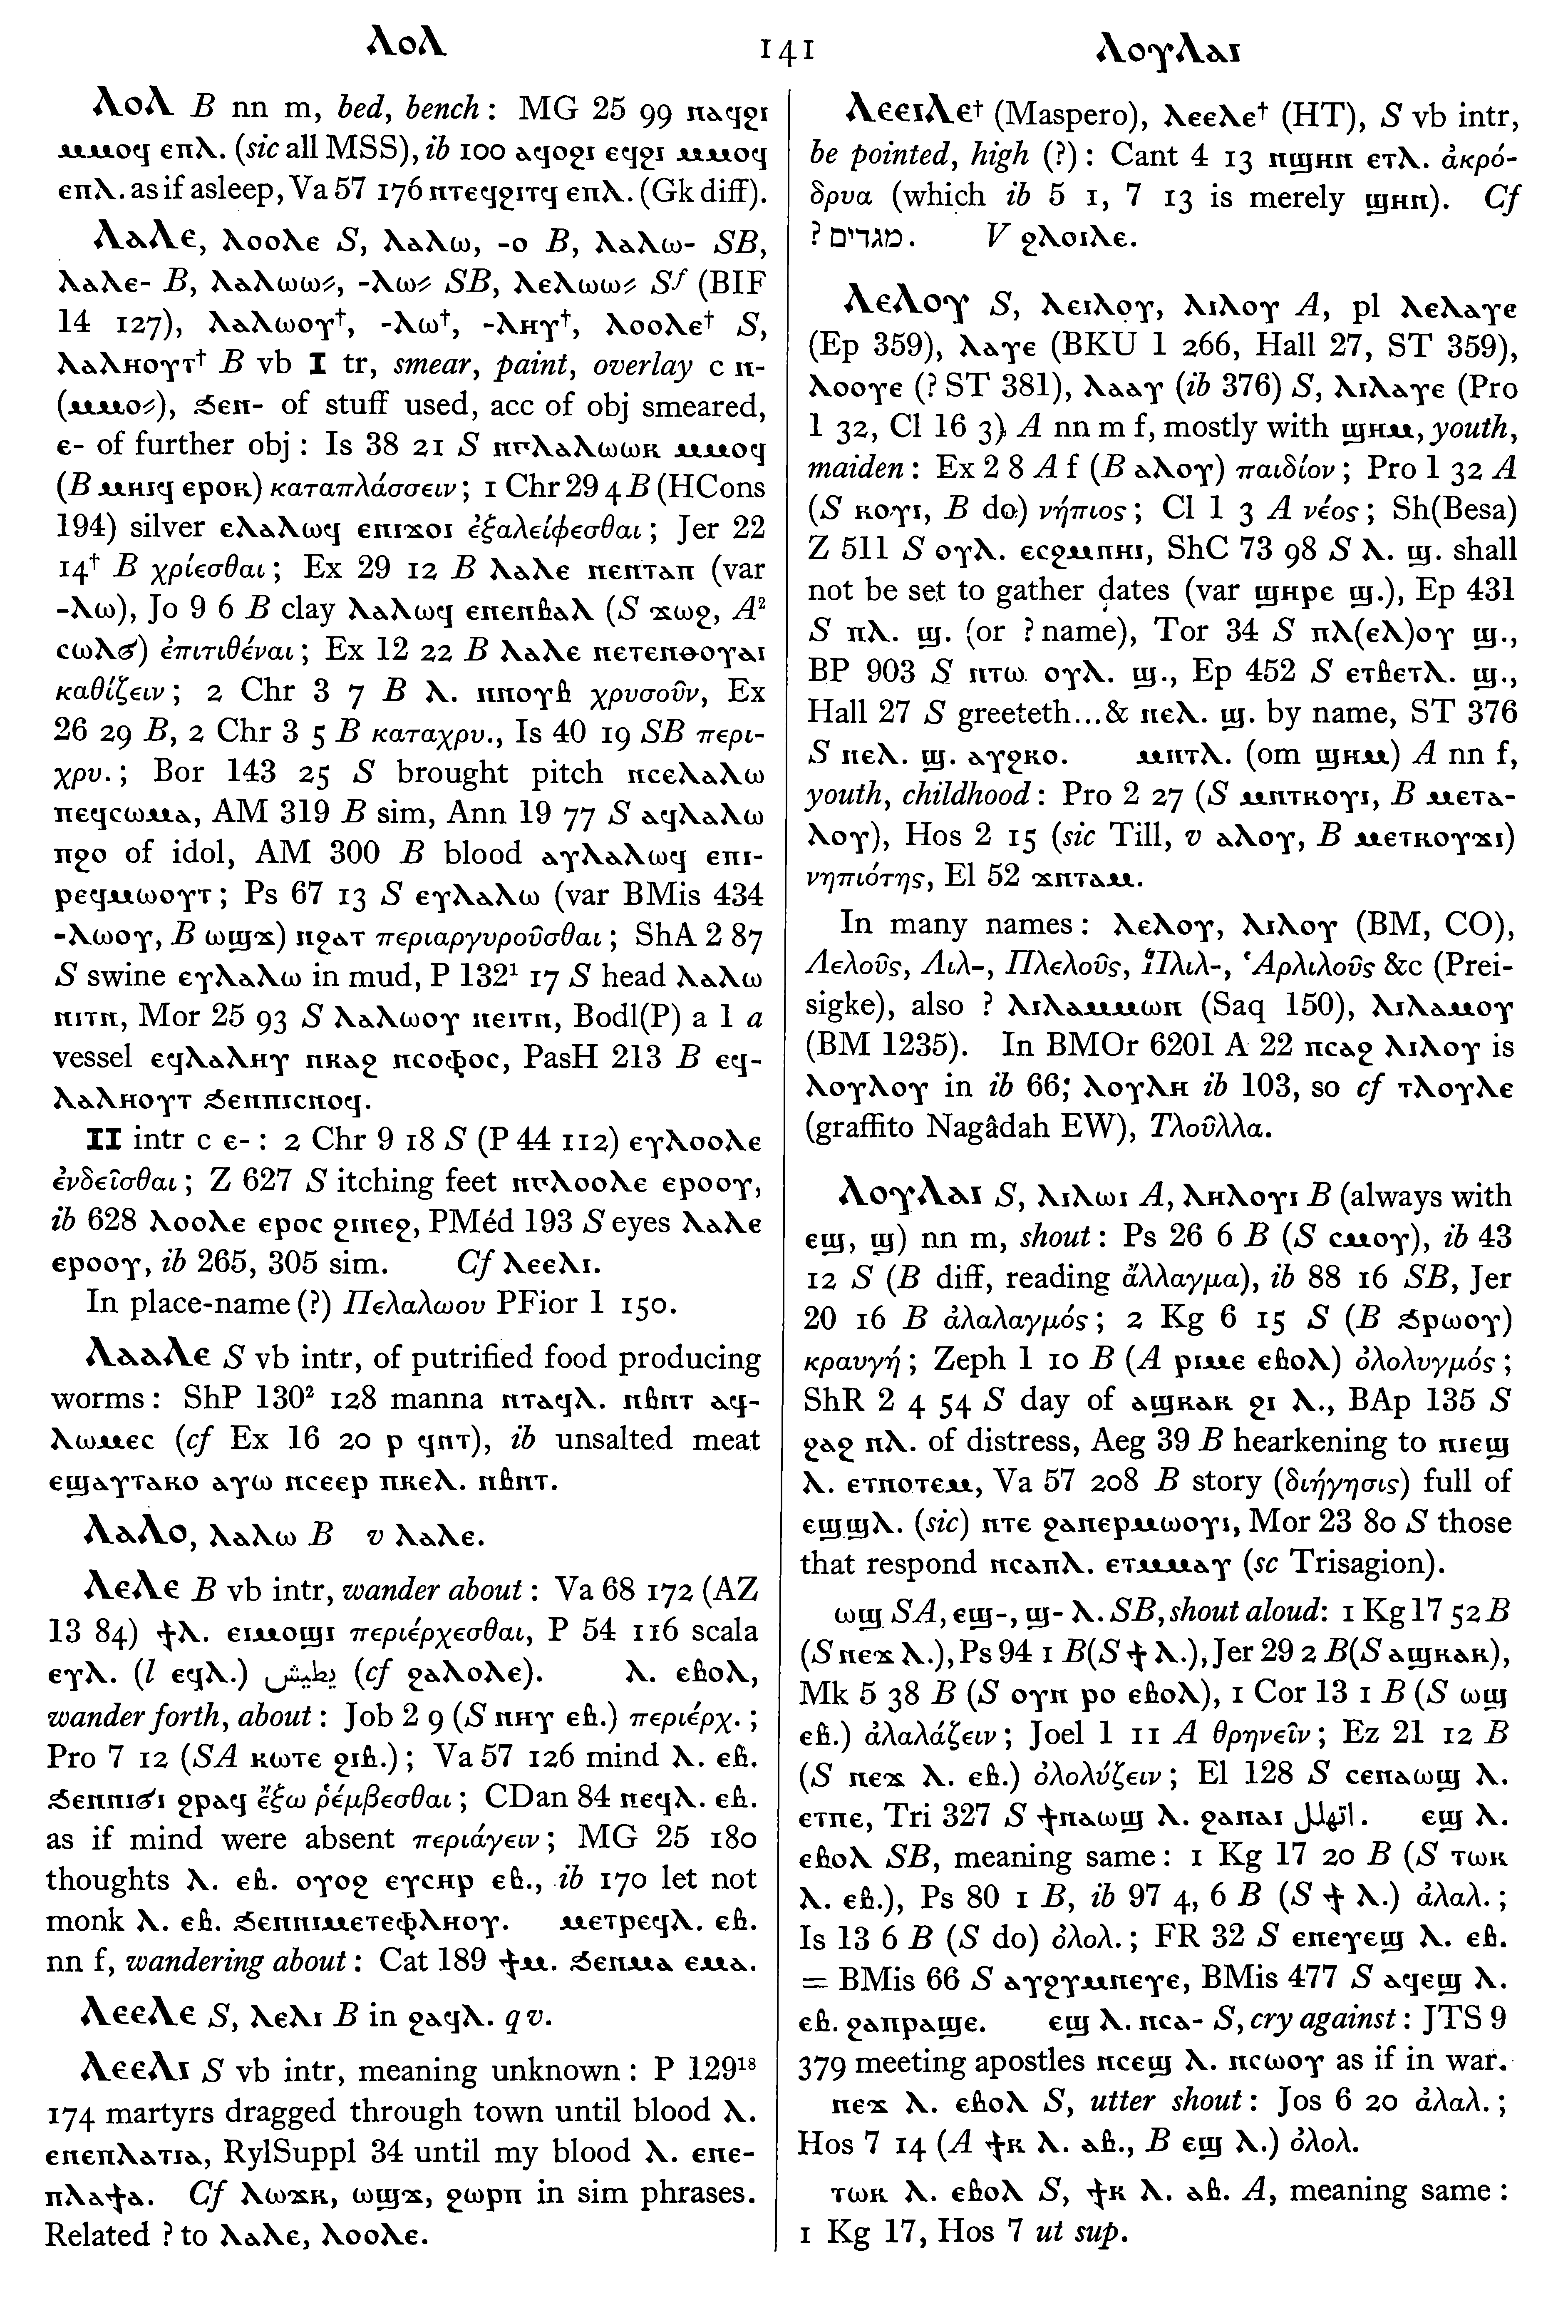 ⲗⲟⲗ 141 ⲗⲟⲩⲗⲁⲓ
ⲗⲟⲗ B nn m, bed, bench: MG 25 99 ⲛⲁϥϩⲓ
ⲙⲙⲟϥ ⲉⲡⲗ. (sic all MSS), ib 100 ⲁϥⲟϩⲓ ⲉϥϩⲓ ⲙⲙⲟϥ
ⲉⲡⲗ. as if asleep, Va 57 176 ⲛⲧⲉϥϩⲓⲧϥ ⲉⲡⲗ. (Gk diff).
ⲗⲁⲗⲉ, ⲗⲟⲟⲗⲉ S, ⲗⲁⲗⲱ, -ⲟ B, ⲗⲁⲗⲱ- SB,
ⲗⲁⲗⲉ- B, ⲗⲁⲗⲱⲱ⸗, -ⲗⲱ⸗ SB, ⲗⲉⲗⲱⲱ⸗ Sf (BIF
14 127), ⲗⲁⲗⲱⲟⲩ†, -ⲗⲱ†, -ⲗⲏⲩ†, ⲗⲟⲟⲗⲉ† S,
ⲗⲁⲗⲏⲟⲩⲧ† B vb I tr, smear, paint, overlay c ⲛ-
(ⲙⲙⲟ⸗), ϧⲉⲛ- of stuff used, acc of obj smeared,
ⲉ- of further obj: Is 38 21 S ⲛⲅⲗⲁⲗⲱⲱⲕ ⲙⲙⲟϥ
(B ⲙⲏⲓϥ ⲉⲣⲟⲕ) καταπλάσσειν; 1 Chr 29 4 B (HCons
194) silver ⲉⲗⲁⲗⲱϥ ⲉⲛⲓϫⲟⲓ ἐξαλείφεσθαι; Jer 22
14† B χρίεσθαι; Ex 29 12 B ⲗⲁⲗⲉ ⲛⲉⲛⲧⲁⲡ (var
-ⲗⲱ), Jo 9 6 B clay ⲗⲁⲗⲱϥ ⲉⲛⲉⲛⲃⲁⲗ (S ϫⲱϩ, A²
ⲥⲱⲗϭ) ἐπιτιθέναι; Ex 12 22 B ⲗⲁⲗⲉ ⲛⲉⲧⲉⲛⲑⲟⲩⲁⲓ
καθίζειν; 2 Chr 3 7 B ⲗ. ⲛⲛⲟⲩⲃ χρυσοῦν, Ex
26 29 B, 2 Chr 3 5 B καταχρυ., Is 40 19 SB περι-
χρυ.; Bor 143 25 S brought pitch ⲛⲥⲉⲗⲁⲗⲱ
ⲡⲉϥⲥⲱⲙⲁ, AM 319 B sim, Ann 19 77 S ⲁϥⲗⲁⲗⲱ
ⲡϩⲟ of idol, AM 300 B blood ⲁⲩⲗⲁⲗⲱϥ ⲉⲡⲓ-
ⲣⲉϥⲙⲱⲟⲩⲧ; Ps 67 13 S ⲉⲩⲗⲁⲗⲱ (var BMis 434
-ⲗⲱⲟⲩ, B ⲱϣϫ) ⲛϩⲁⲧ περιαργυροῦσθαι; ShA 2 87
S swine ⲉⲩⲗⲁⲗⲱ in mud, P 132¹ 17 S head ⲗⲁⲗⲱ
ⲛⲓⲧⲛ, Mor 25 93 S ⲗⲁⲗⲱⲟⲩ ⲛⲉⲓⲧⲛ, Bodl(P) a 1 a
vessel ⲉϥⲗⲁⲗⲏⲩ ⲛⲕⲁϩ ⲛⲥⲟⲫⲟⲥ, PasH 213 B ⲉϥ-
ⲗⲁⲗⲏⲟⲩⲧ ϧⲉⲛⲡⲓⲥⲛⲟϥ.
II intr c ⲉ-: 2 Chr 9 18 S (P 44 112) ⲉⲩⲗⲟⲟⲗⲉ
ἐνδεῖσθαι; Z 627 S itching feet ⲛⲅⲗⲟⲟⲗⲉ ⲉⲣⲟⲟⲩ,
ib 628 ⲗⲟⲟⲗⲉ ⲉⲣⲟⲥ ϩⲓⲛⲉϩ, PMéd 193 S eyes ⲗⲁⲗⲉ
ⲉⲣⲟⲟⲩ, ib 265, 305 sim. Cf ⲗⲉⲉⲗⲓ.
In place-name (?) Πελαλωου PFior 1 150.
ⲗⲁⲁⲗⲉ S vb intr, of putrified food producing
worms: ShP 130² 128 manna ⲛⲧⲁϥⲗ. ⲛⲃⲛⲧ ⲁϥ-
ⲗⲱⲙⲉⲥ (cf Ex 16 20 ⲣ ϥⲛⲧ), ib unsalted meat
ⲉϣⲁⲩⲧⲁⲕⲟ ⲁⲩⲱ ⲛⲥⲉⲉⲣ ⲡⲕⲉⲗ. ⲛⲃⲛⲧ.
ⲗⲁⲗⲟ, ⲗⲁⲗⲱ B v ⲗⲁⲗⲉ.
ⲗⲉⲗⲉ B vb intr, wander about: Va 68 172 (AZ
13 84) ϯⲗ. ⲉⲓⲙⲟϣⲓ περιέρχεσθαι, P 54 116 scala
ⲉⲩⲗ. (l ⲉϥⲗ.) يطيش (cf ϩⲁⲗⲟⲗⲉ). ⲗ. ⲉⲃⲟⲗ,
wander forth, about: Job 2 9 (S ⲛⲏⲩ ⲉⲃ.) περιέρχ.;
Pro 7 12 (SA ⲕⲱⲧⲉ ϩⲓⲃ.); Va 57 126 mind ⲗ. ⲉⲃ.
ϧⲉⲛⲡⲓϭⲓ ϩⲣⲁϥ ἔξω ῥέμβεσθαι; CDan 84 ⲛⲉϥⲗ. ⲉⲃ.
as if mind were absent περιάγειν; MG 25 180
thoughts ⲗ. ⲉⲃ. ⲟⲩⲟϩ ⲉⲩⲥⲏⲣ ⲉⲃ., ib 170 let not
monk ⲗ. ⲉⲃ. ϧⲉⲛⲡⲓⲙⲉⲧⲉⲫⲗⲏⲟⲩ. ⲙⲉⲧⲣⲉϥⲗ. ⲉⲃ.
nn f, wandering about: Cat 189 ϯⲙ. ϧⲉⲛⲙⲁ ⲉⲙⲁ.
ⲗⲉⲉⲗⲉ S, ⲗⲉⲗⲓ B in ϩⲁϥⲗ. q v.
ⲗⲉⲉⲗⲓ S vb intr, meaning unknown: P 129¹⁸
174 martyrs dragged through town until blood ⲗ.
ⲉⲛⲉⲡⲗⲁⲧⲓⲁ, RylSuppl 34 until my blood ⲗ. ⲉⲛⲉ-
ⲡⲗⲁϯⲁ. Cf ⲗⲱϫⲕ, ⲱϣϫ, ϩⲱⲣⲡ in sim phrases.
Related ? to ⲗⲁⲗⲉ, ⲗⲟⲟⲗⲉ.
ⲗⲉⲉⲓⲗⲉ† (Maspero), ⲗⲉⲉⲗⲉ† (HT), S vb intr,
be pointed, high (?): Cant 4 13 ⲛϣⲏⲛ ⲉⲧⲗ. ἀκρό-
δρυα (which ib 5 1, 7 13 is merely ϣⲏⲛ). Cf
? מגדים. V ϩⲗⲟⲓⲗⲉ.
ⲗⲉⲗⲟⲩ S, ⲗⲉⲓⲗⲟⲩ, ⲗⲓⲗⲟⲩ A, pl ⲗⲉⲗⲁⲩⲉ
(Ep 359), ⲗⲁⲩⲉ (BKU 1 266, Hall 27, ST 359),
ⲗⲟⲟⲩⲉ (? ST 381), ⲗⲁⲁⲩ (ib 376) S, ⲗⲓⲗⲁⲩⲉ (Pro
1 32, Cl 16 3) A nn m f, mostly with ϣⲏⲙ, youth,
maiden: Ex 2 8 A f (B ⲁⲗⲟⲩ) παιδίον; Pro 1 32 A
(S ⲕⲟⲩⲓ, B do) νήπιος; Cl 1 3 A νέος; Sh(Besa)
Z 511 S ⲟⲩⲗ. ⲉⲥϩⲙⲡⲏⲓ, ShC 73 98 S ⲗ. ϣ. shall
not be set to gather dates (var ϣⲏⲣⲉ ϣ.), Ep 431
S ⲡⲗ. ϣ. (or ? name), Tor 34 S ⲡⲗ(ⲉⲗ)ⲟⲩ ϣ.,
BP 903 S ⲛⲧⲱ ⲟⲩⲗ. ϣ., Ep 452 S ⲉⲧⲃⲉⲧⲗ. ϣ.,
Hall 27 S greeteth...& ⲛⲉⲗ. ϣ. by name, ST 376
S ⲛⲉⲗ. ϣ. ⲁⲩϩⲕⲟ. ⲙⲛⲧⲗ. (om ϣⲏⲙ) A nn f,
youth, childhood: Pro 2 27 (S ⲙⲛⲧⲕⲟⲩⲓ, B ⲙⲉⲧⲁ-
ⲗⲟⲩ), Hos 2 15 (sic Till, v ⲁⲗⲟⲩ, B ⲙⲉⲧⲕⲟⲩϫⲓ)
νηπιότης, El 52 ϫⲛⲧⲁⲙ.
In many names: ⲗⲉⲗⲟⲩ, ⲗⲓⲗⲟⲩ (BM, CO),
Λελοῦς, Λιλ-, Πλελοῦς, Πλιλ-, Ἁρλιλοῦς &c (Prei-
sigke), also ? ⲗⲓⲗⲁⲙⲙⲱⲛ (Saq 150), ⲗⲓⲗⲁⲙⲟⲩ
(BM 1235). In BMOr 6201 A 22 ⲡⲥⲁϩ ⲗⲓⲗⲟⲩ is
ⲗⲟⲩⲗⲟⲩ in ib 66; ⲗⲟⲩⲗⲏ ib 103, so cf ⲧⲗⲟⲩⲗⲉ
(graffito Nagâdah EW), Τλοῦλλα.
ⲗⲟⲩⲗⲁⲓ S, ⲗⲓⲗⲱⲓ A, ⲗⲏⲗⲟⲩⲓ B (always with
ⲉϣ, ϣ) nn m, shout: Ps 26 6 B (S ⲥⲙⲟⲩ), ib 43
12 S (B diff, reading ἄλλαγμα), ib 88 16 SB, Jer
20 16 B ἀλαλαγμός; 2 Kg 6 15 S (B ϧⲣⲱⲟⲩ)
κραυγή; Zeph 1 10 B (A ⲣⲓⲙⲉ ⲉⲃⲟⲗ) ὀλολυγμός;
ShR 2 4 54 S day of ⲁϣⲕⲁⲕ ϩⲓ ⲗ., BAp 135 S
ϩⲁϩ ⲛⲗ. of distress, Aeg 39 B hearkening to ⲡⲓⲉϣ
ⲗ. ⲉⲧⲛⲟⲧⲉⲙ, Va 57 208 B story (διήγησις) full of
ⲉϣϣⲗ. (sic) ⲛⲧⲉ ϩⲁⲛⲉⲣⲙⲱⲟⲩⲓ, Mor 23 80 S those
that respond ⲛⲥⲁⲡⲗ. ⲉⲧⲙⲙⲁⲩ (sc Trisagion).
ⲱϣ SA, ⲉϣ-, ϣ- ⲗ. SB, shout aloud: 1 Kg 17 52 B
(S ⲛⲉϫ ⲗ.), Ps 94 1 B (S ϯ ⲗ.), Jer 29 2 B (S ⲁϣⲕⲁⲕ),
Mk 5 38 B (S ⲟⲩⲛ ⲣⲟ ⲉⲃⲟⲗ), 1 Cor 13 1 B (S ⲱϣ
ⲉⲃ.) ἀλαλάζειν; Joel 1 11 A θρηνεῖν; Ez 21 12 B
(S ⲛⲉϫ ⲗ. ⲉⲃ.) ὀλολύζειν; El 128 S ⲥⲉⲛⲁⲱϣ ⲗ.
ⲉⲧⲡⲉ, Tri 327 S ϯⲛⲁⲱϣ ⲗ. ϩⲁⲛⲁⲓ. ⲉϣ ⲗ.
ⲉⲃⲟⲗ SB, meaning same: 1 Kg 17 20 B (S ⲧⲱⲕ
ⲗ. ⲉⲃ.), Ps 80 1 B, ib 97 4, 6 B (S ϯ ⲗ.) ἀλαλ.;
Is 13 6 B (S do) ὀλολ.; FR 32 S ⲉⲛⲉⲩⲉϣ ⲗ. ⲉⲃ.
= BMis 66 S ⲁⲩϩⲩⲙⲛⲉⲩⲉ, BMis 477 S ⲁϥⲉϣ ⲗ.
ⲉⲃ. ϩⲁⲡⲣⲁϣⲉ. ⲉϣ ⲗ. ⲛⲥⲁ- S, cry against: JTS 9
379 meeting apostles ⲛⲥⲉϣ ⲗ. ⲛⲥⲱⲟⲩ as if in war.
ⲛⲉϫ ⲗ. ⲉⲃⲟⲗ S, utter shout: Jos 6 20 ἀλαλ.;
Hos 7 14 (A ϯⲕ ⲗ. ⲁⲃ., B ⲉϣ ⲗ.) ὀλολ.
ⲧⲱⲕ ⲗ. ⲉⲃⲟⲗ S, ϯⲕ ⲗ. ⲁⲃ. A, meaning same:
1 Kg 17, Hos 7 ut sup.